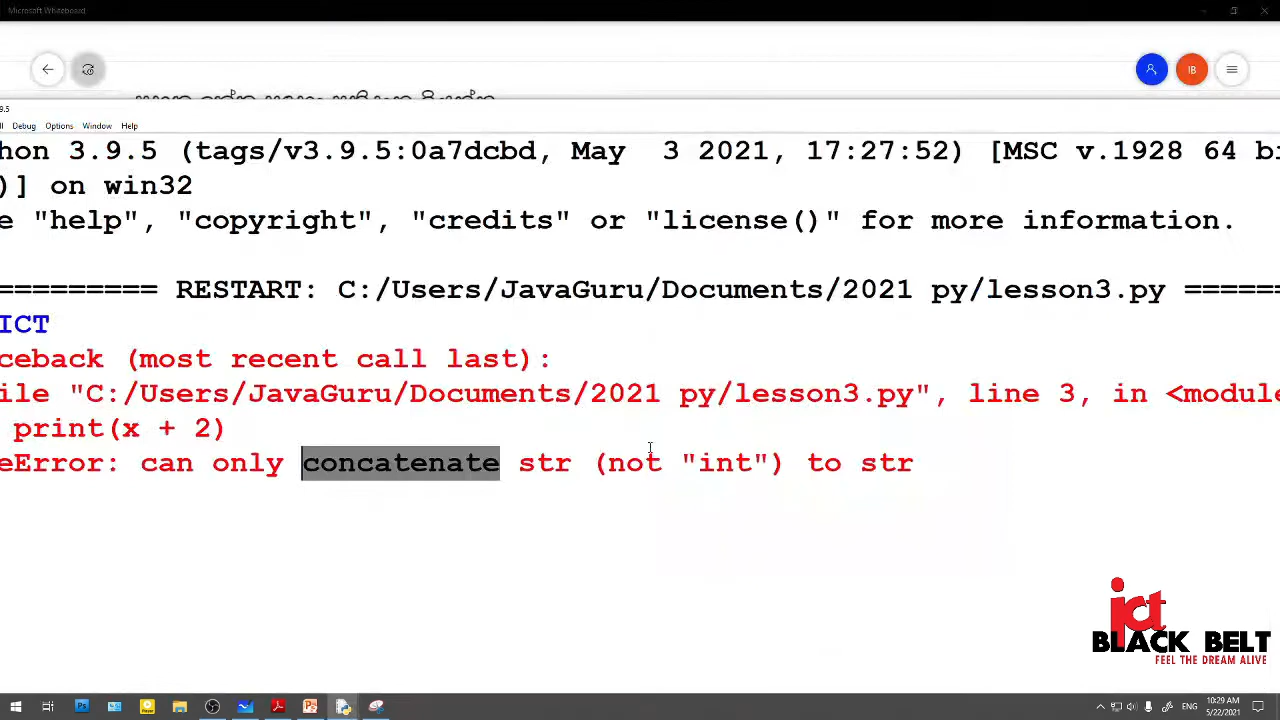 Microsoft Whiteboard
IB
9.5
Debug Options Window Help
hon 3.9.5 (tags/v3.9.5:0a7dcbd, May 3 2021, 17:27:52) [MSC v.1928 64 bi
)] on win32
e "help", "copyright", "credits" or "license()" for more information.
========= RESTART: C:/Users/JavaGuru/Documents/2021 py/lesson3.py ======
ICT
ceback (most recent call last):
ile "C:/Users/JavaGuru/Documents/2021 py/lesson3.py", line 3, in <module
print(x + 2)
eError: can only concatenate str (not "int") to str
ict
BLACK BELT
FEEL THE DREAM ALIVE
ENG
10:29 AM
5/22/2021